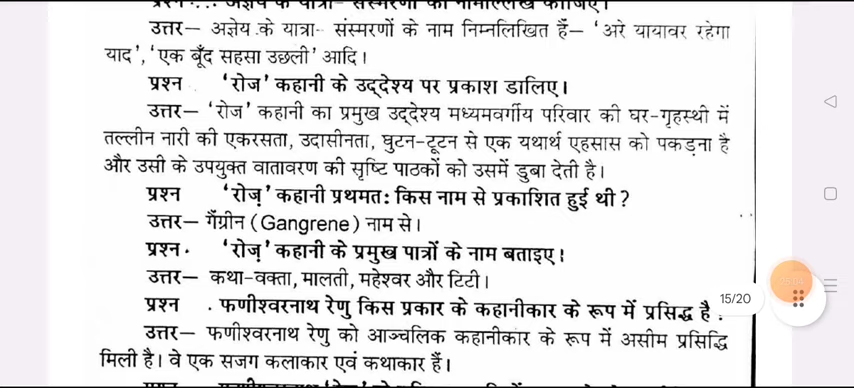 प्रश्न अज्ञेय के यात्रा- संस्मरणों का नामोल्लेख कीजिए।
उत्तर— अज्ञेय के यात्रा- संस्मरणों के नाम निम्नलिखित हैं— ‘अरे यायावर रहेगा
याद’, ‘एक बूँद सहसा उछली’ आदि।
प्रश्न ‘रोज’ कहानी के उद्देश्य पर प्रकाश डालिए।
उत्तर— ‘रोज’ कहानी का प्रमुख उद्देश्य मध्यमवर्गीय परिवार की घर-गृहस्थी में
तल्लीन नारी की एकरसता, उदासीनता, घुटन-टूटन से एक यथार्थ एहसास को पकड़ना है
और उसी के उपयुक्त वातावरण की सृष्टि पाठकों को उसमें डुबा देती है।
प्रश्न ‘रोज़’ कहानी प्रथमत: किस नाम से प्रकाशित हुई थी ?
उत्तर— गैंग्रीन (Gangrene) नाम से।
प्रश्न ‘रोज़’ कहानी के प्रमुख पात्रों के नाम बताइए।
उत्तर— कथा-वक्ता, मालती, महेश्वर और टिटी।
प्रश्न . फणीश्वरनाथ रेणु किस प्रकार के कहानीकार के रूप में प्रसिद्ध है
15/20
उत्तर— फणीश्वरनाथ रेणु को आञ्चलिक कहानीकार के रूप में असीम प्रसिद्धि
मिली है। वे एक सजग कलाकार एवं कथाकार हैं।